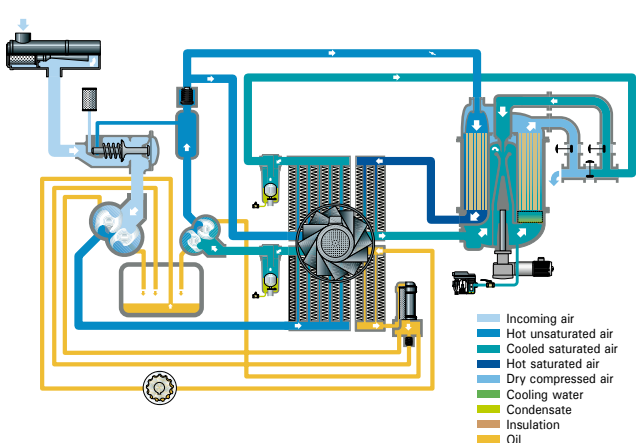 Incoming air
Hot unsaturated air
Cooled saturated air
Hot saturated air
Dry compressed air
Cooling water
Condensate
Insulation
Oil